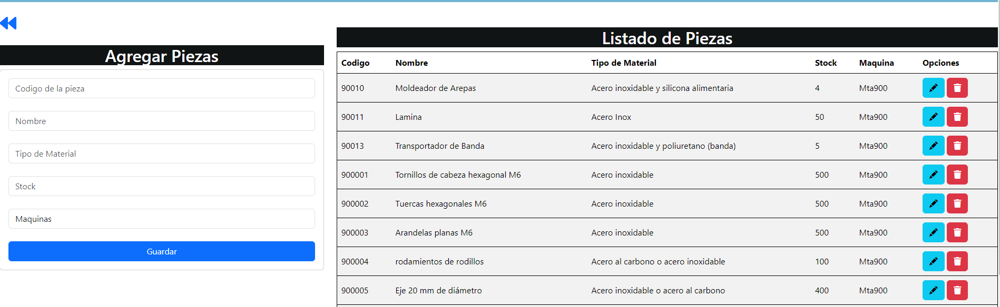 Agregar Piezas
Codigo de la pieza
Nombre
Tipo de Material
Stock
Maquinas
Guardar
Listado de Piezas
Codigo Nombre Tipo de Material Stock Maquina Opciones
90010 Moldeador de Arepas Acero inoxidable y silicona alimentaria 4 Mta900
90011 Lamina Acero Inox 50 Mta900
90013 Transportador de Banda Acero inoxidable y poliuretano (banda) 5 Mta900
900001 Tornillos de cabeza hexagonal M6 Acero inoxidable 500 Mta900
900002 Tuercas hexagonales M6 Acero inoxidable 500 Mta900
900003 Arandelas planas M6 Acero inoxidable 500 Mta900
900004 rodamientos de rodillos Acero al carbono o acero inoxidable 100 Mta900
900005 Eje 20 mm de diámetro Acero inoxidable o acero al carbono 400 Mta900